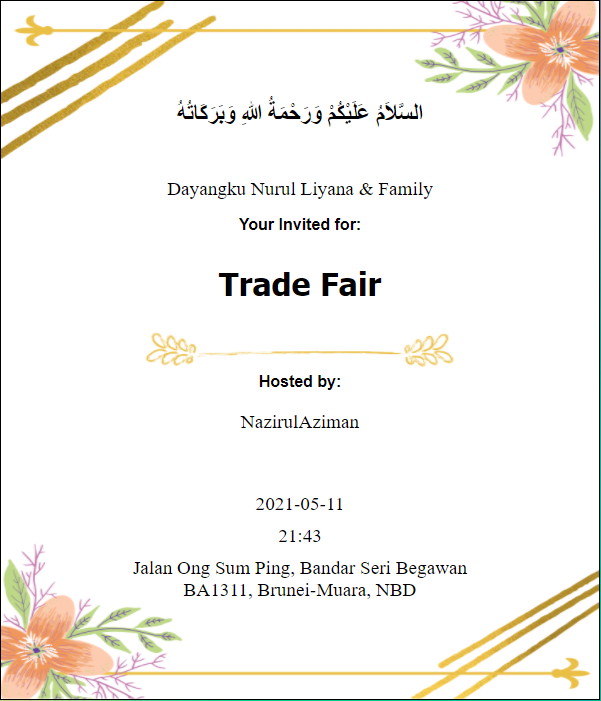 السَّلَامُ عَلَيْكُمْ وَرَحْمَةُ اللهِ وَبَرَكَاتُهُ
Dayangku Nurul Liyana & Family
Your Invited for:
Trade Fair
Hosted by:
NazirulAziman
2021-05-11
21:43
Jalan Ong Sum Ping, Bandar Seri Begawan
BA1311, Brunei-Muara, NBD